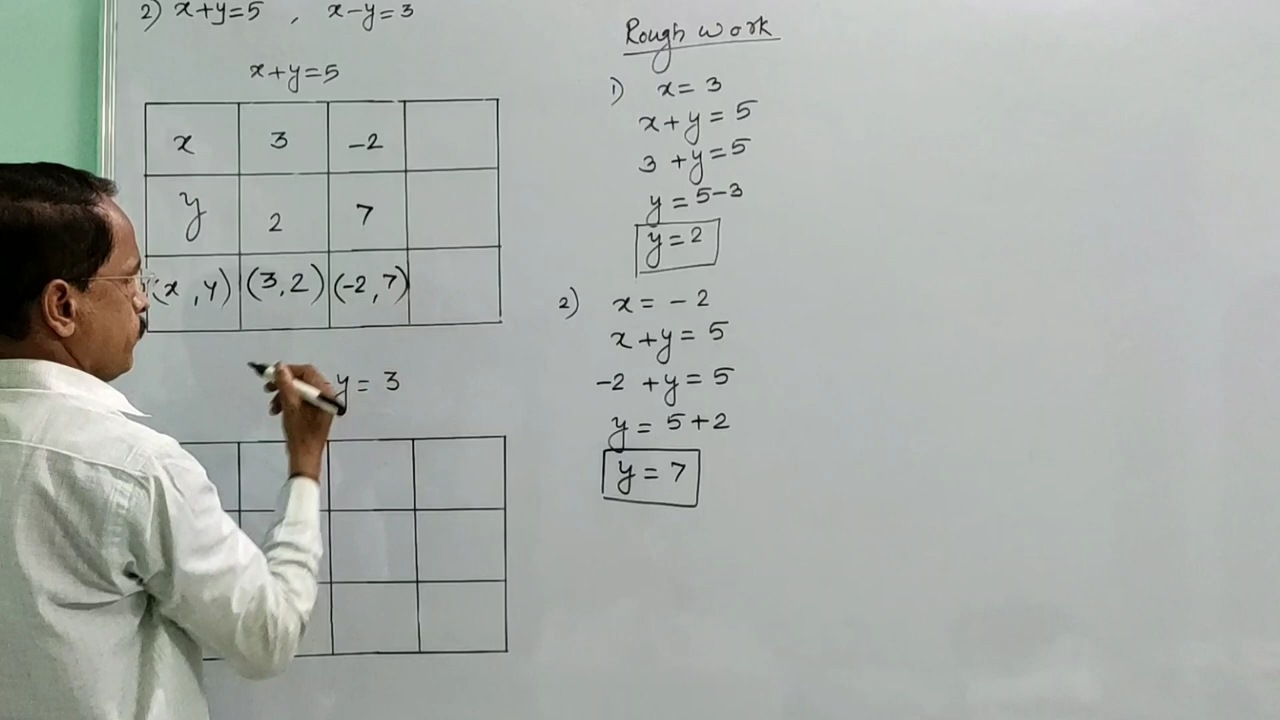 2) x+y=5 , x-y=3
x+y=5
x 3 -2
y 2 7
(x ,y) (3,2) (-2,7)
y = 3
Rough work
1) x= 3
x+y=5
3 +y=5
y = 5-3
y = 2
2) x = -2
x+y= 5
-2 +y=5
y = 5+2
y = 7